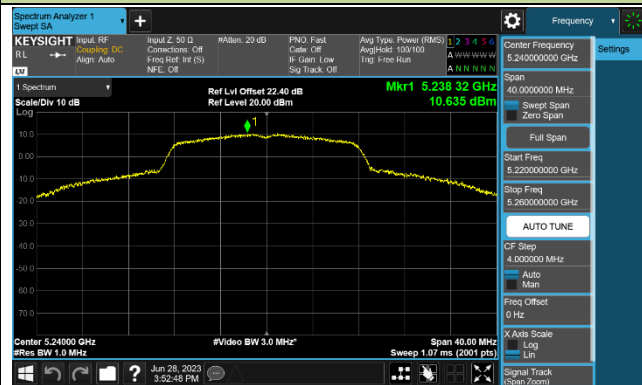 Spectrum Analyzer 1
Swept SA
Frequency
KEYSIGHT
RL
LXI
Input: RF
Coupling: DC
Align: Auto
Input Z: 50 Ω
Corrections: Off
Freq Ref: Int (S)
NFE: Off
#Atten: 20 dB
PNO: Fast
Gate: Off
IF Gain: Low
Sig Track: Off
Avg Type: Power (RMS)
Avg|Hold: 100/100
Trig: Free Run
1 2 3 4 5 6
A W W W W W
A N N N N N
1 Spectrum
Scale/Div 10 dB
Log
Ref Lvl Offset 22.40 dB
Ref Level 20.00 dBm
Mkr1 5.238 32 GHz
10.635 dBm
1
10.0
0.00
-10.0
-20.0
-30.0
-40.0
-50.0
-60.0
-70.0
Center 5.24000 GHz
#Res BW 1.0 MHz
#Video BW 3.0 MHz*
Span 40.00 MHz
Sweep 1.07 ms (2001 pts)
Jun 28, 2023
3:52:48 PM
?
Center Frequency
5.240000000 GHz
Settings
Span
40.0000000 MHz
Swept Span
Zero Span
Full Span
Start Freq
5.220000000 GHz
Stop Freq
5.260000000 GHz
AUTO TUNE
CF Step
4.000000 MHz
Auto
Man
Freq Offset
0 Hz
X Axis Scale
Log
Lin
Signal Track
(Span Zoom)